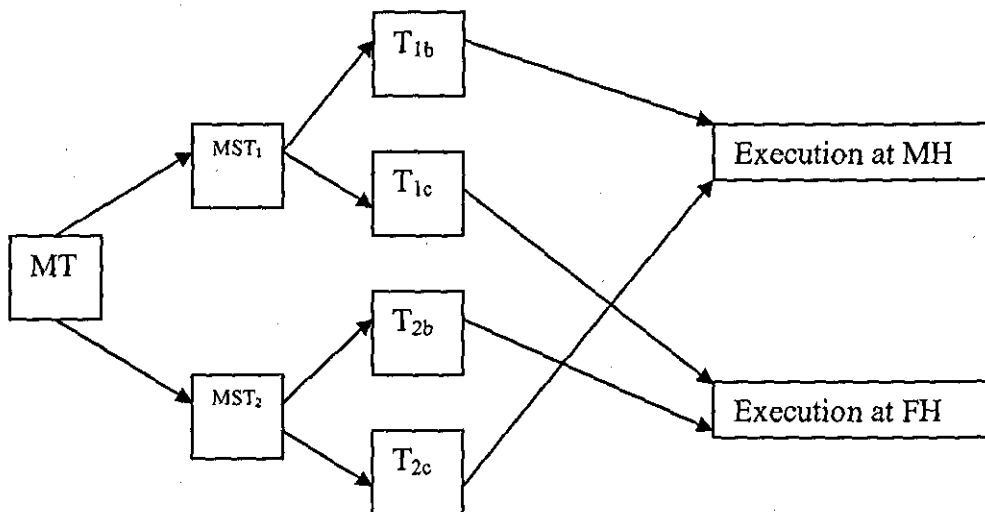 T1b
MST1
Execution at MH
T1c
MT
T2b
MST2
Execution at FH
T2c